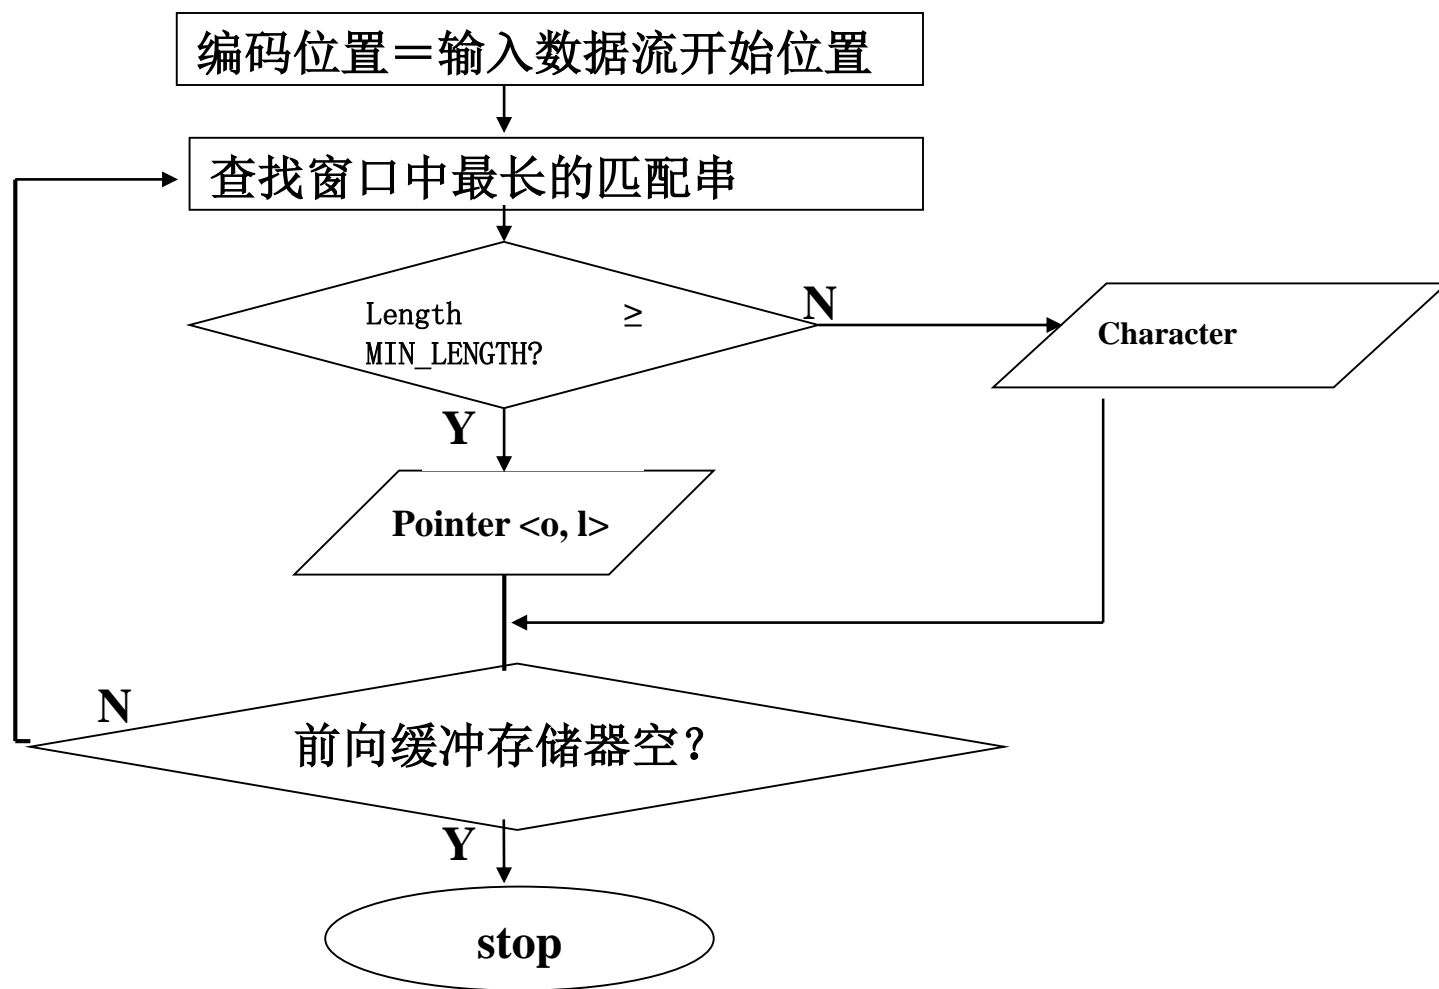 编码位置＝输入数据流开始位置
查找窗口中最长的匹配串
Length ≥
MIN_LENGTH?
N
Character
Y
Pointer <o, l>
N
前向缓冲存储器空？
Y
stop